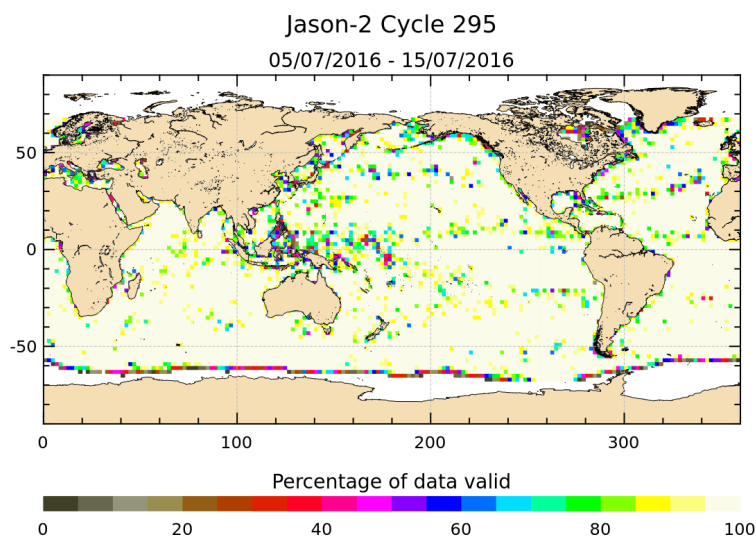 Jason-2 Cycle 295
05/07/2016 - 15/07/2016
50
0
-50
0 100 200 300
Percentage of data valid
0 20 40 60 80 100